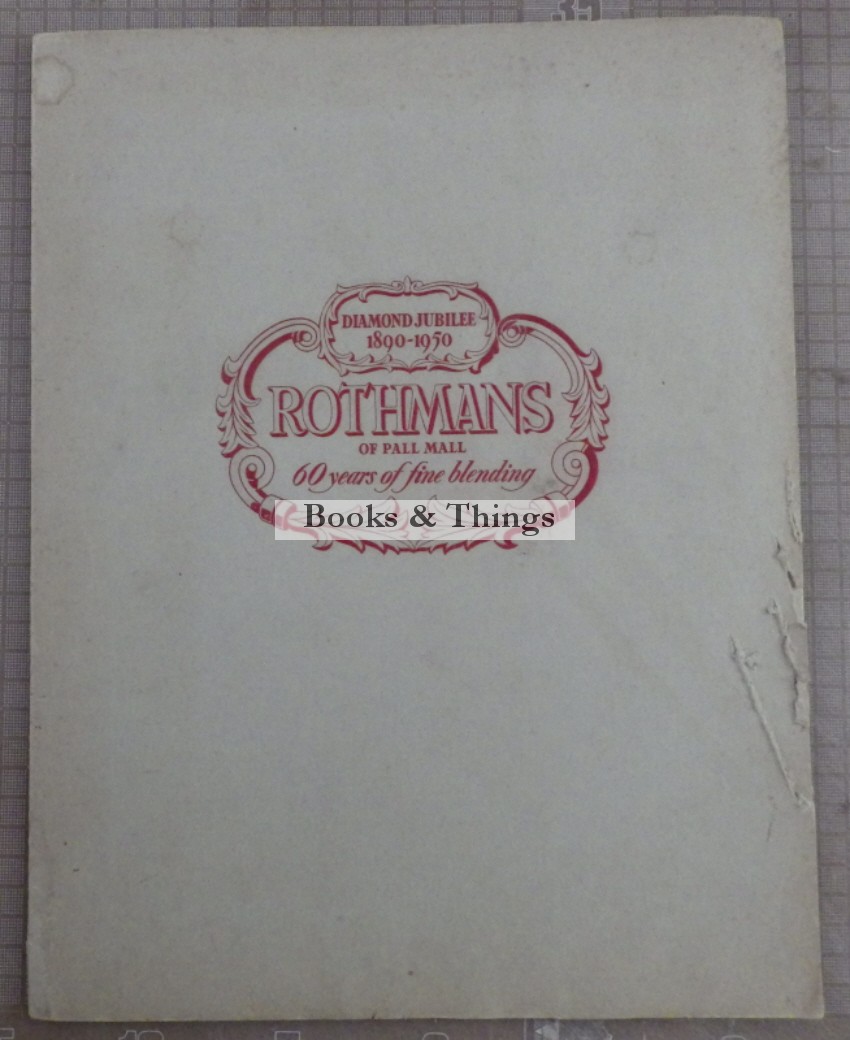 DIAMOND JUBILEE
1890-1950
ROTHMANS
OF PALL MALL
60 years of fine blending
Books & Things